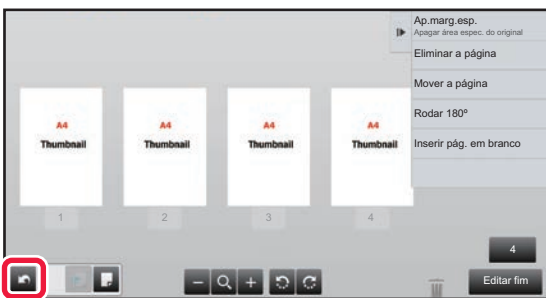 Ap.marg.esp.
Apagar área espec. do original
Eliminar a página
Mover a página
Rodar 180º
Inserir pág. em branco
A4
Thumbnail
A4
Thumbnail
A4
Thumbnail
A4
Thumbnail
1
2
3
4
4
Editar fim